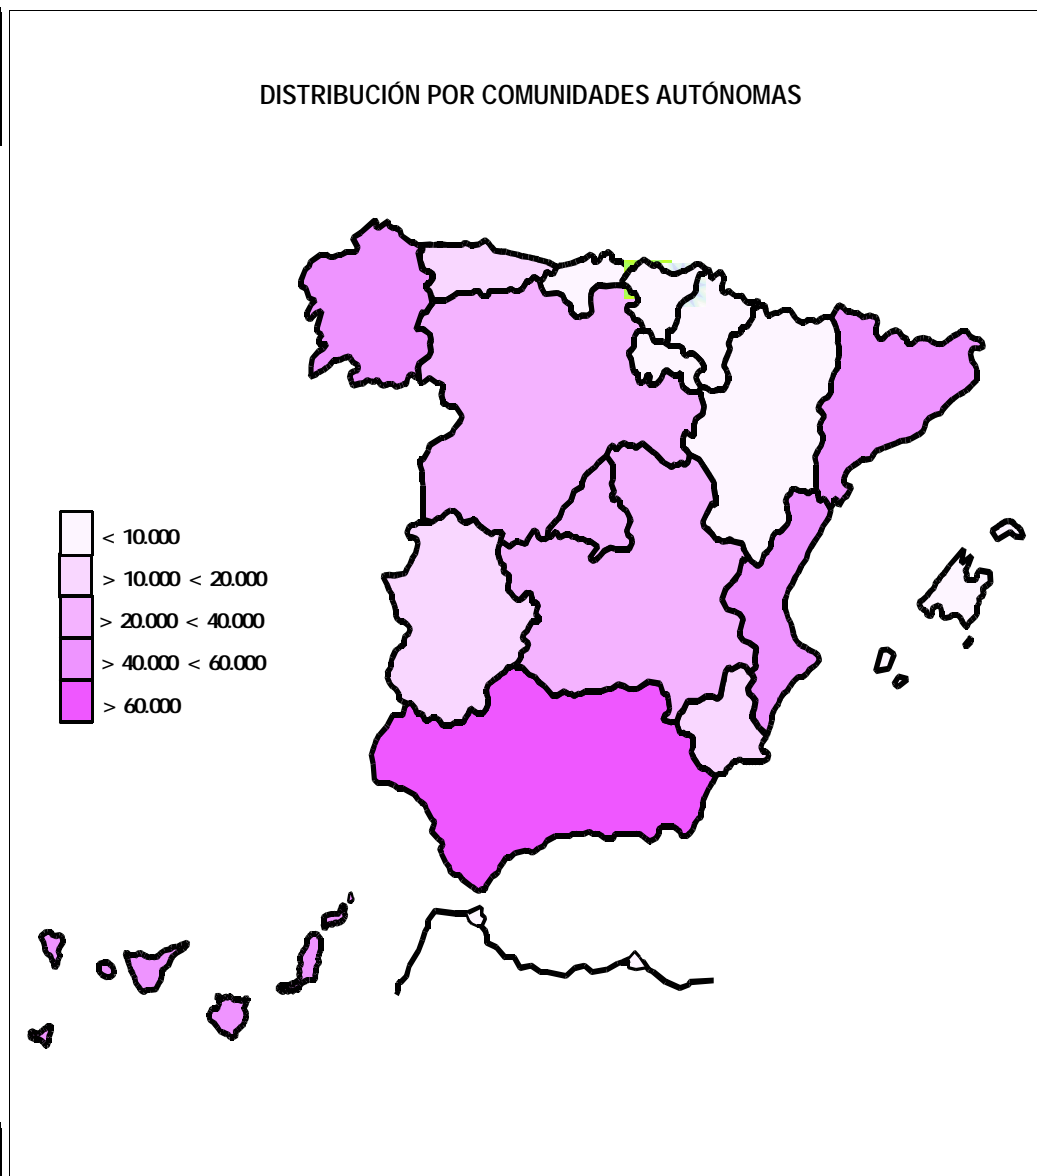 DISTRIBUCIÓN POR COMUNIDADES AUTÓNOMAS
< 10.000
> 10.000 < 20.000
> 20.000 < 40.000
> 40.000 < 60.000
> 60.000